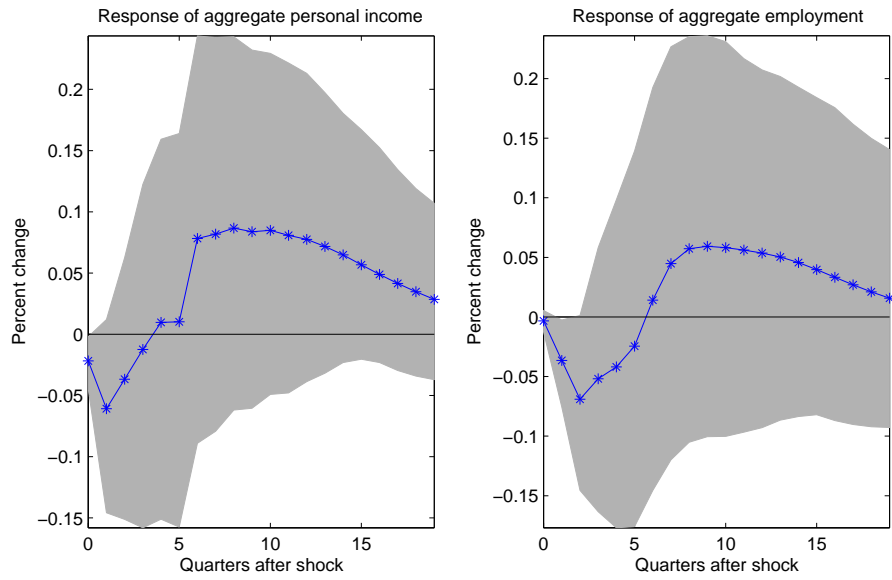 Response of aggregate personal income
Percent change
0.2
0.15
0.1
0.05
0
−0.05
−0.1
−0.15
0 5 10 15
Quarters after shock
Response of aggregate employment
Percent change
0.2
0.15
0.1
0.05
0
−0.05
−0.1
−0.15
0 5 10 15
Quarters after shock